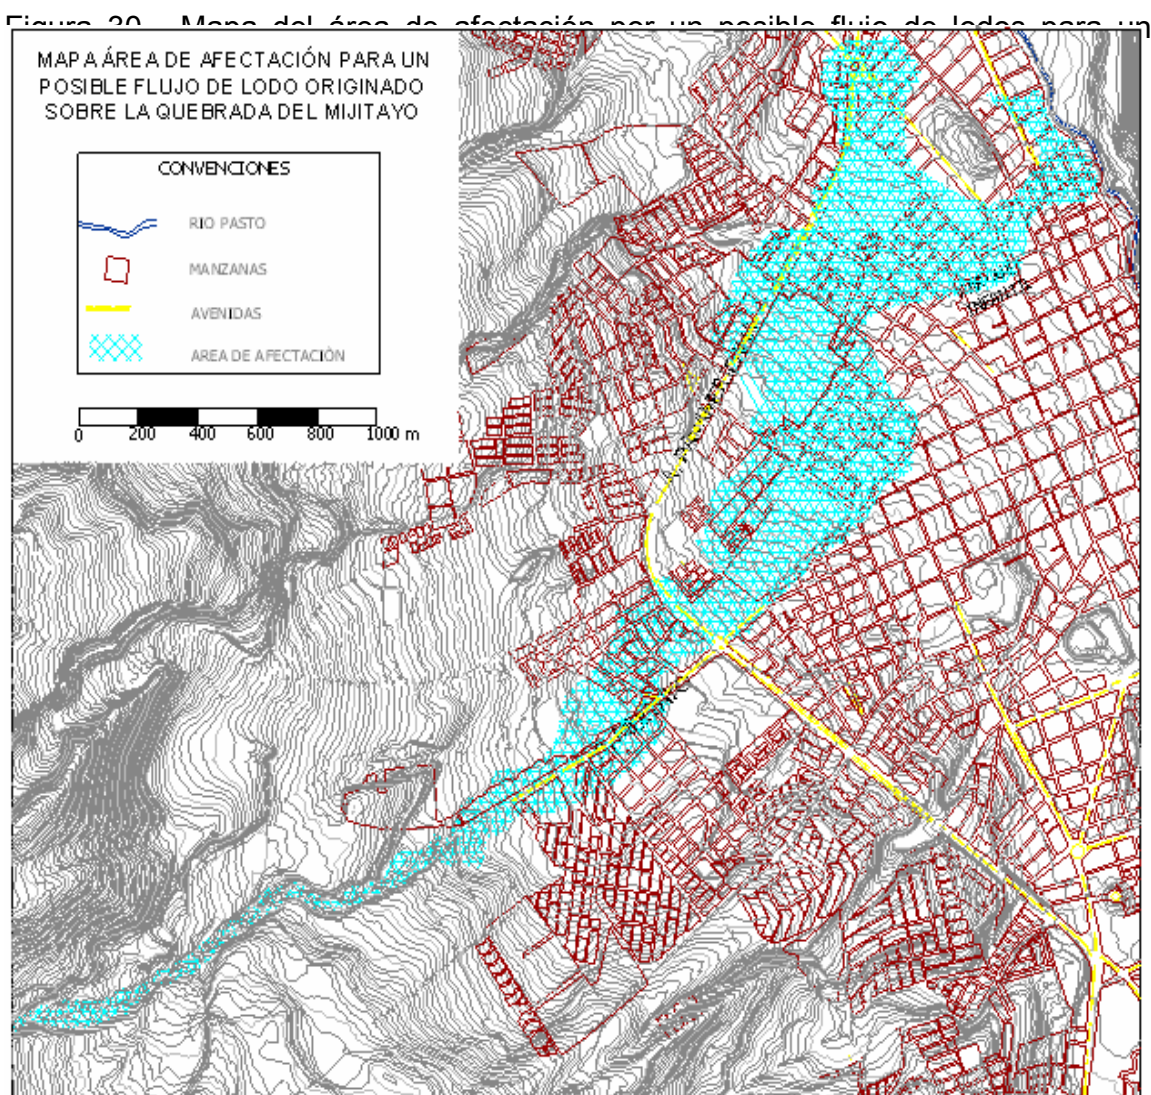 Figura 30. Mapa del área de afectación por un posible flujo de lodos para un
MAPA ÁREA DE AFECTACIÓN PARA UN
POSIBLE FLUJO DE LODO ORIGINADO
SOBRE LA QUEBRADA DEL MIJITAYO
CONVENCIONES
RIO PASTO
MANZANAS
AVENIDAS
AREA DE AFECTACIÒN
0 200 400 600 800 1000 m